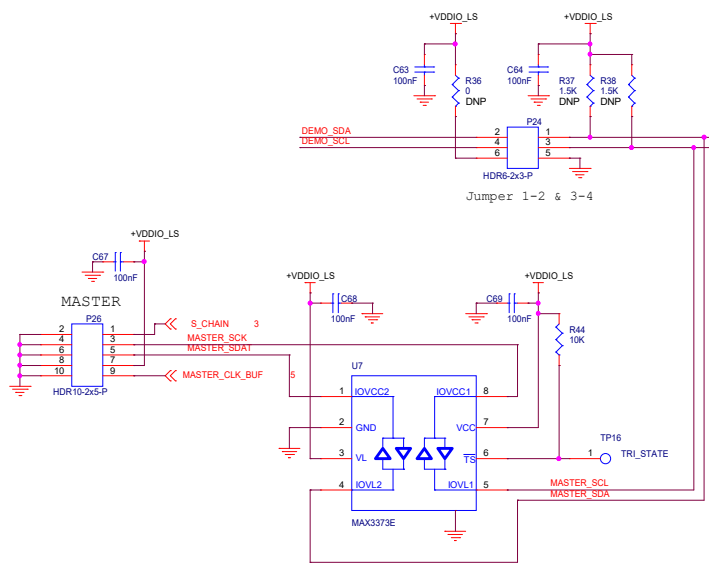 +VDDIO_LS +VDDIO_LS
C63 100nF
R36 0 DNP
C64 100nF
R37 1.5K DNP
R38 1.5K DNP
P24
DEMO_SDA 2 1
DEMO_SCL 4 3
6 5
HDR6-2x3-P
Jumper 1-2 & 3-4
+VDDIO_LS
C67 100nF
+VDDIO_LS +VDDIO_LS
C68 100nF
C69 100nF
R44 10K
MASTER
P26
2 1 S_CHAIN 3
4 3 MASTER_SCK
6 5 MASTER_SDAT
8 7
10 9 MASTER_CLK_BUF 5
HDR10-2x5-P
U7
1 IOVCC2 IOVCC1 8
2 GND VCC 7
3 VL TS 6
4 IOVL2 IOVL1 5
MAX3373E
TP16
1 TRI_STATE
MASTER_SCL
MASTER_SDA